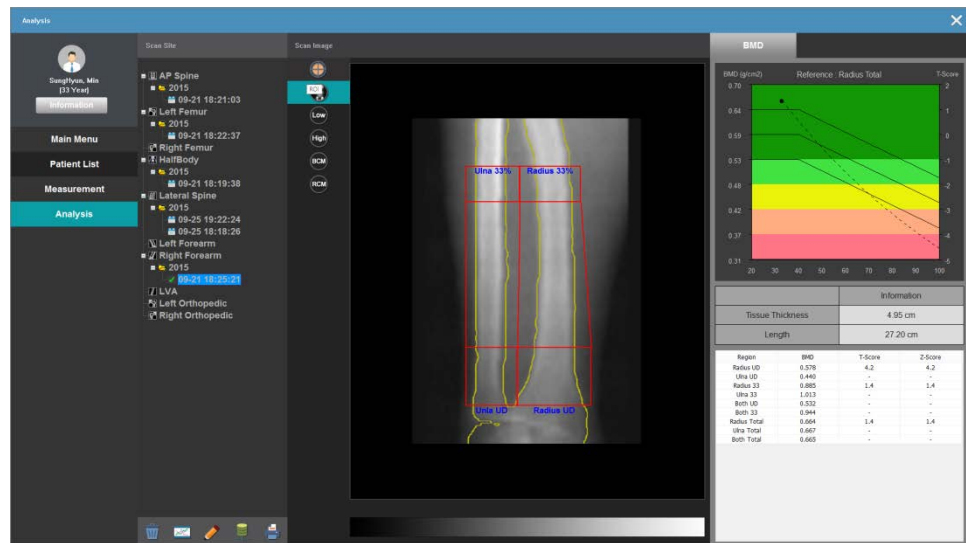 Analysis
SungHyun, Min
(33 Year)
Information
Main Menu
Patient List
Measurement
Analysis
Scan Site
AP Spine
2015
09-21 18:21:03
Left Femur
2015
09-21 18:22:37
Right Femur
HalfBody
2015
09-21 18:19:38
Lateral Spine
2015
09-25 19:22:24
09-25 18:18:26
Left Forearm
Right Forearm
2015
09-21 18:25:21
LVA
Left Orthopedic
Right Orthopedic
Scan Image
ROI
Low
High
BCM
RCM
Ulna 33% Radius 33%
Unla UD Radius UD
BMD
BMD (g/cm2) Reference : Radius Total T-Score
0.70 2
0.64 1
0.59 0
0.53 -1
0.48 -2
0.42 -3
0.37 -4
0.31 -5
20 30 40 50 60 70 80 90 100
Information
Tissue Thickness 4.95 cm
Length 27.20 cm
Region BMD T-Score Z-Score
Radius UD 0.578 4.2 4.2
Ulna UD 0.440 - -
Radius 33 0.885 1.4 1.4
Ulna 33 1.013 - -
Both UD 0.532 - -
Both 33 0.944 - -
Radius Total 0.664 1.4 1.4
Ulna Total 0.667 - -
Both Total 0.665 - -